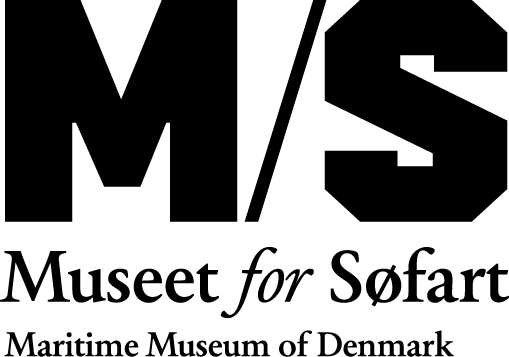 M/S
Museet for Søfart
Maritime Museum of Denmark